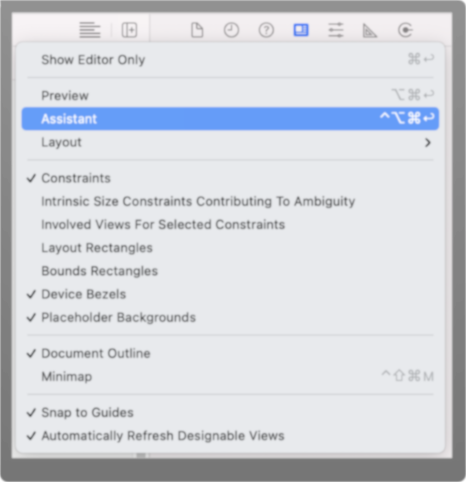 Show Editor Only ⌘↩
Preview ⌥⌘↩
Assistant ^⌥⌘↩
Layout >
✓ Constraints
Intrinsic Size Constraints Contributing To Ambiguity
Involved Views For Selected Constraints
Layout Rectangles
Bounds Rectangles
✓ Device Bezels
✓ Placeholder Backgrounds
✓ Document Outline
Minimap ^⇧⌘M
✓ Snap to Guides
✓ Automatically Refresh Designable Views